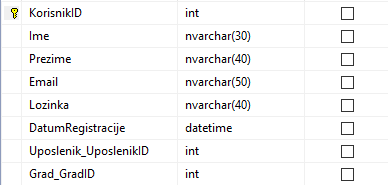 KorisnikID int
Ime nvarchar(30)
Prezime nvarchar(40)
Email nvarchar(50)
Lozinka nvarchar(40)
DatumRegistracije datetime
Uposlenik_UposlenikID int
Grad_GradID int